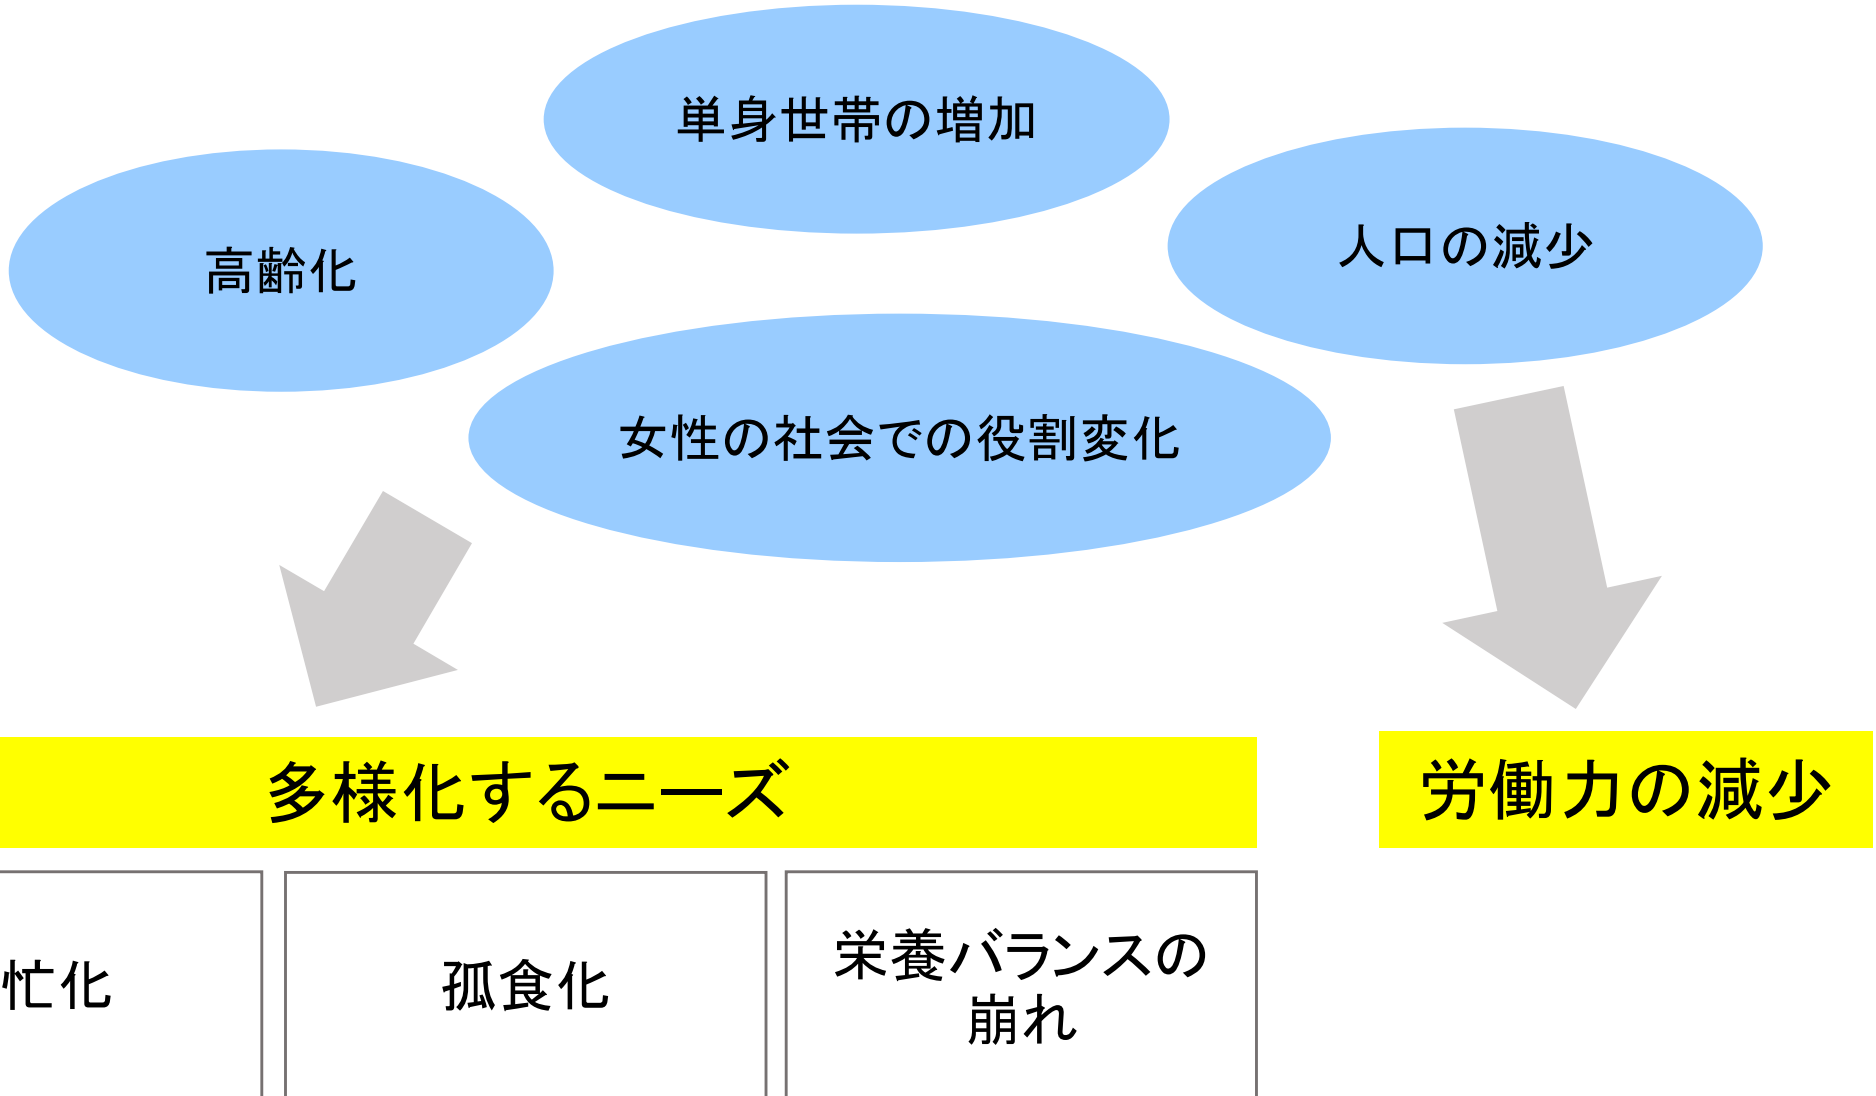 単身世帯の増加
高齢化
人口の減少
女性の社会での役割変化
多様化するニーズ
労働力の減少
忙化
孤食化
栄養バランスの
崩れ